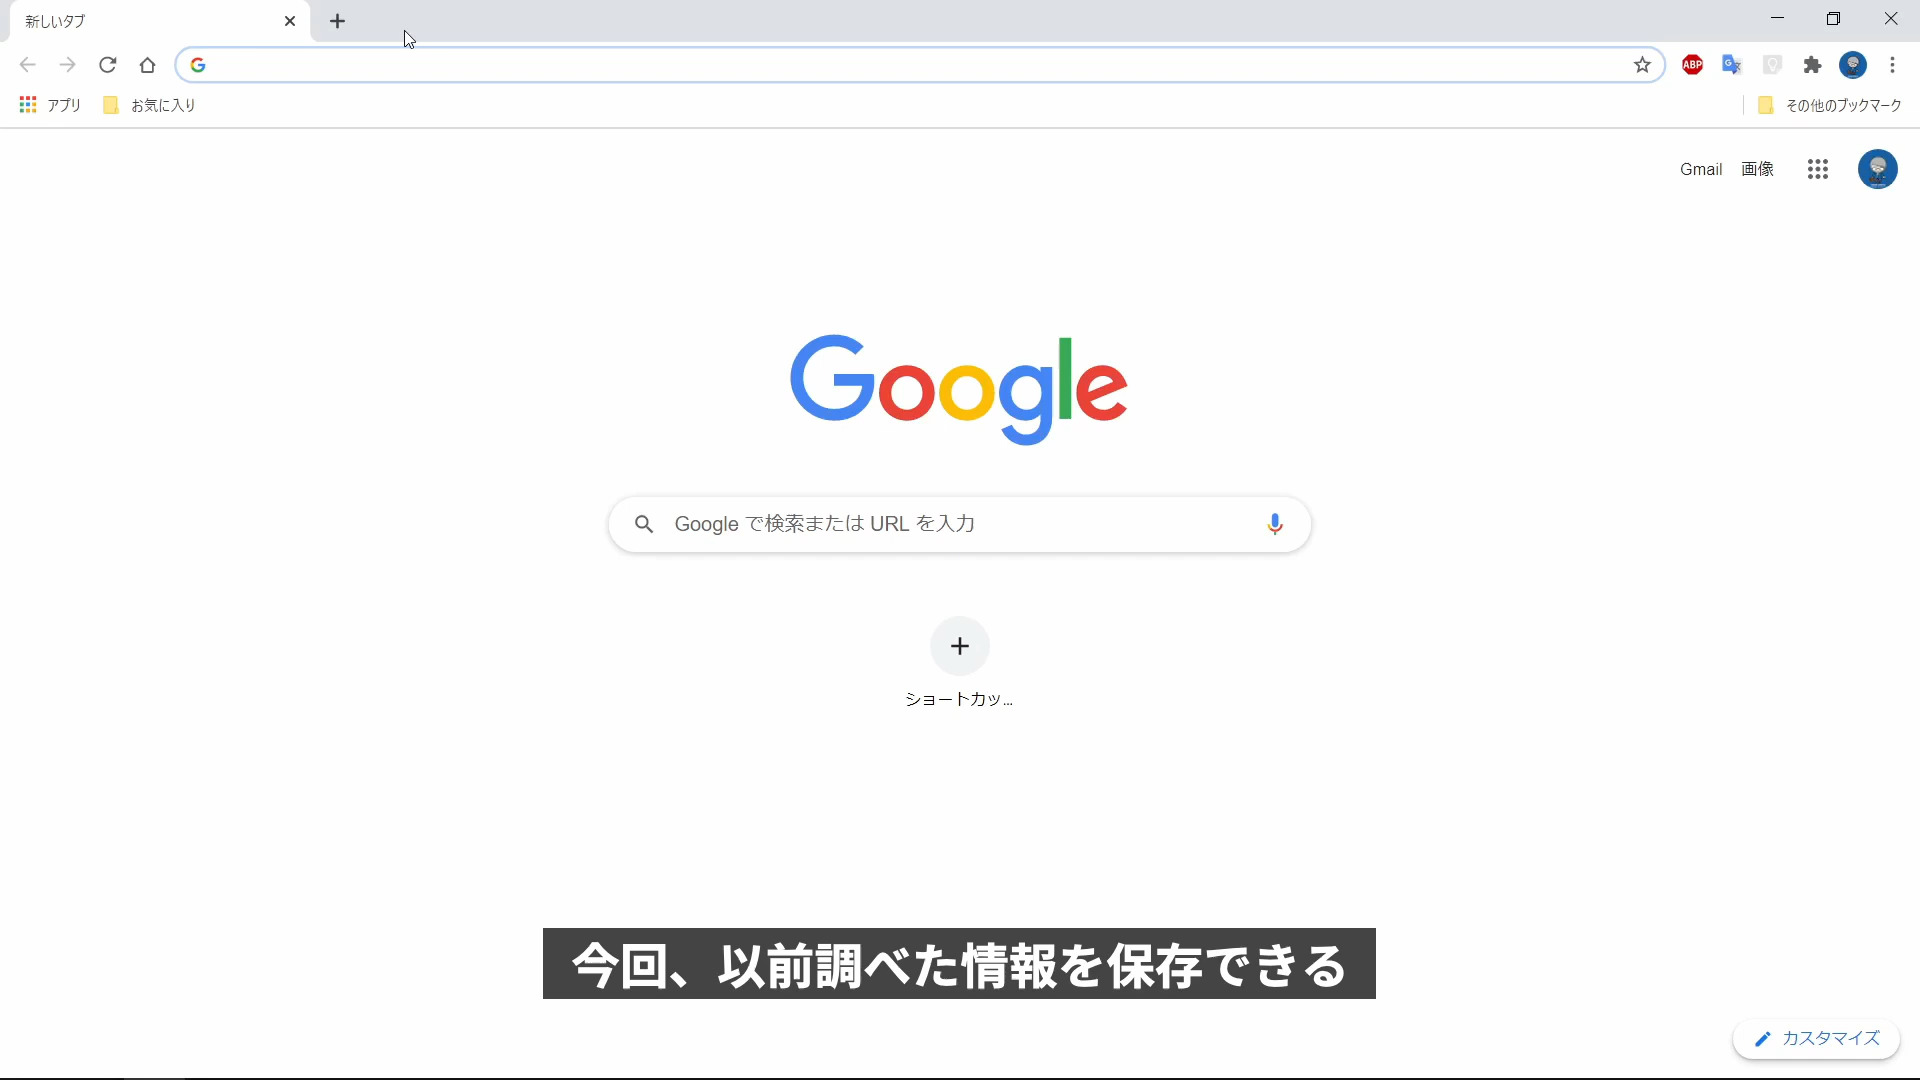 新しいタブ
ABP
アプリ
お気に入り
その他のブックマーク
Gmail
画像
Google
Google で検索または URL を入力
ショートカッ...
今回、以前調べた情報を保存できる
カスタマイズ